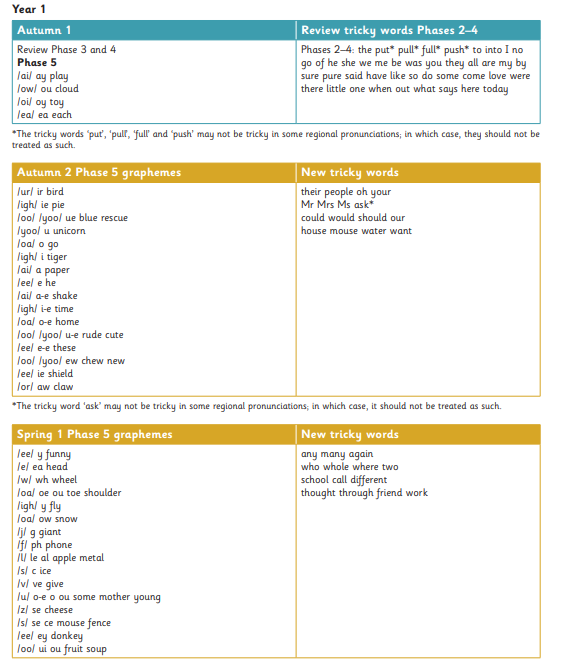 Year 1
Autumn 1
Review tricky words Phases 2–4
Review Phase 3 and 4
Phase 5
/ai/ ay play
/ow/ ou cloud
/oi/ oy toy
/ea/ ea each
Phases 2–4: the put* pull* full* push* to into I no
go of he she we me be was you they all are my by
sure pure said have like so do some come love were
there little one when out what says here today
*The tricky words ‘put’, ‘pull’, ‘full’ and ‘push’ may not be tricky in some regional pronunciations; in which case, they should not be
treated as such.
Autumn 2 Phase 5 graphemes
New tricky words
/ur/ ir bird
/igh/ ie pie
/oo/ /yoo/ ue blue rescue
/yoo/ u unicorn
/oa/ o go
/igh/ i tiger
/ai/ a paper
/ee/ e he
/ai/ a-e shake
/igh/ i-e time
/oa/ o-e home
/oo/ /yoo/ u-e rude cute
/ee/ e-e these
/oo/ /yoo/ ew chew new
/ee/ ie shield
/or/ aw claw
their people oh your
Mr Mrs Ms ask*
could would should our
house mouse water want
*The tricky word ‘ask’ may not be tricky in some regional pronunciations; in which case, it should not be treated as such.
Spring 1 Phase 5 graphemes
New tricky words
/ee/ y funny
/e/ ea head
/w/ wh wheel
/oa/ oe ou toe shoulder
/igh/ y fly
/oa/ ow snow
/j/ g giant
/f/ ph phone
/l/ le al apple metal
/s/ c ice
/v/ ve give
/u/ o-e o ou some mother young
/z/ se cheese
/s/ se ce mouse fence
/ee/ ey donkey
/oo/ ui ou fruit soup
any many again
who whole where two
school call different
thought through friend work